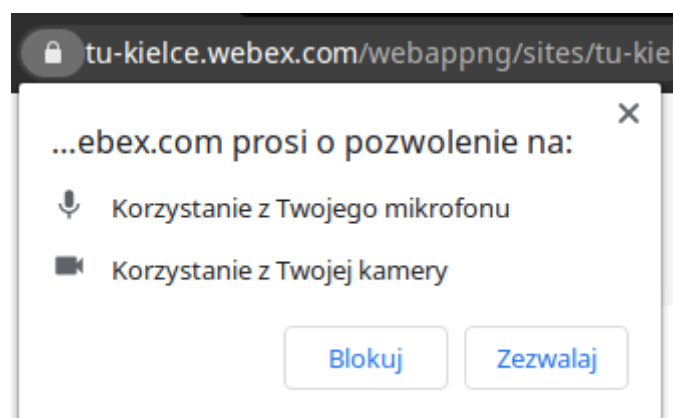 tu-kielce.webex.com/webappng/sites/tu-kie
...ebex.com prosi o pozwolenie na:
Korzystanie z Twojego mikrofonu
Korzystanie z Twojej kamery
Blokuj Zezwalaj